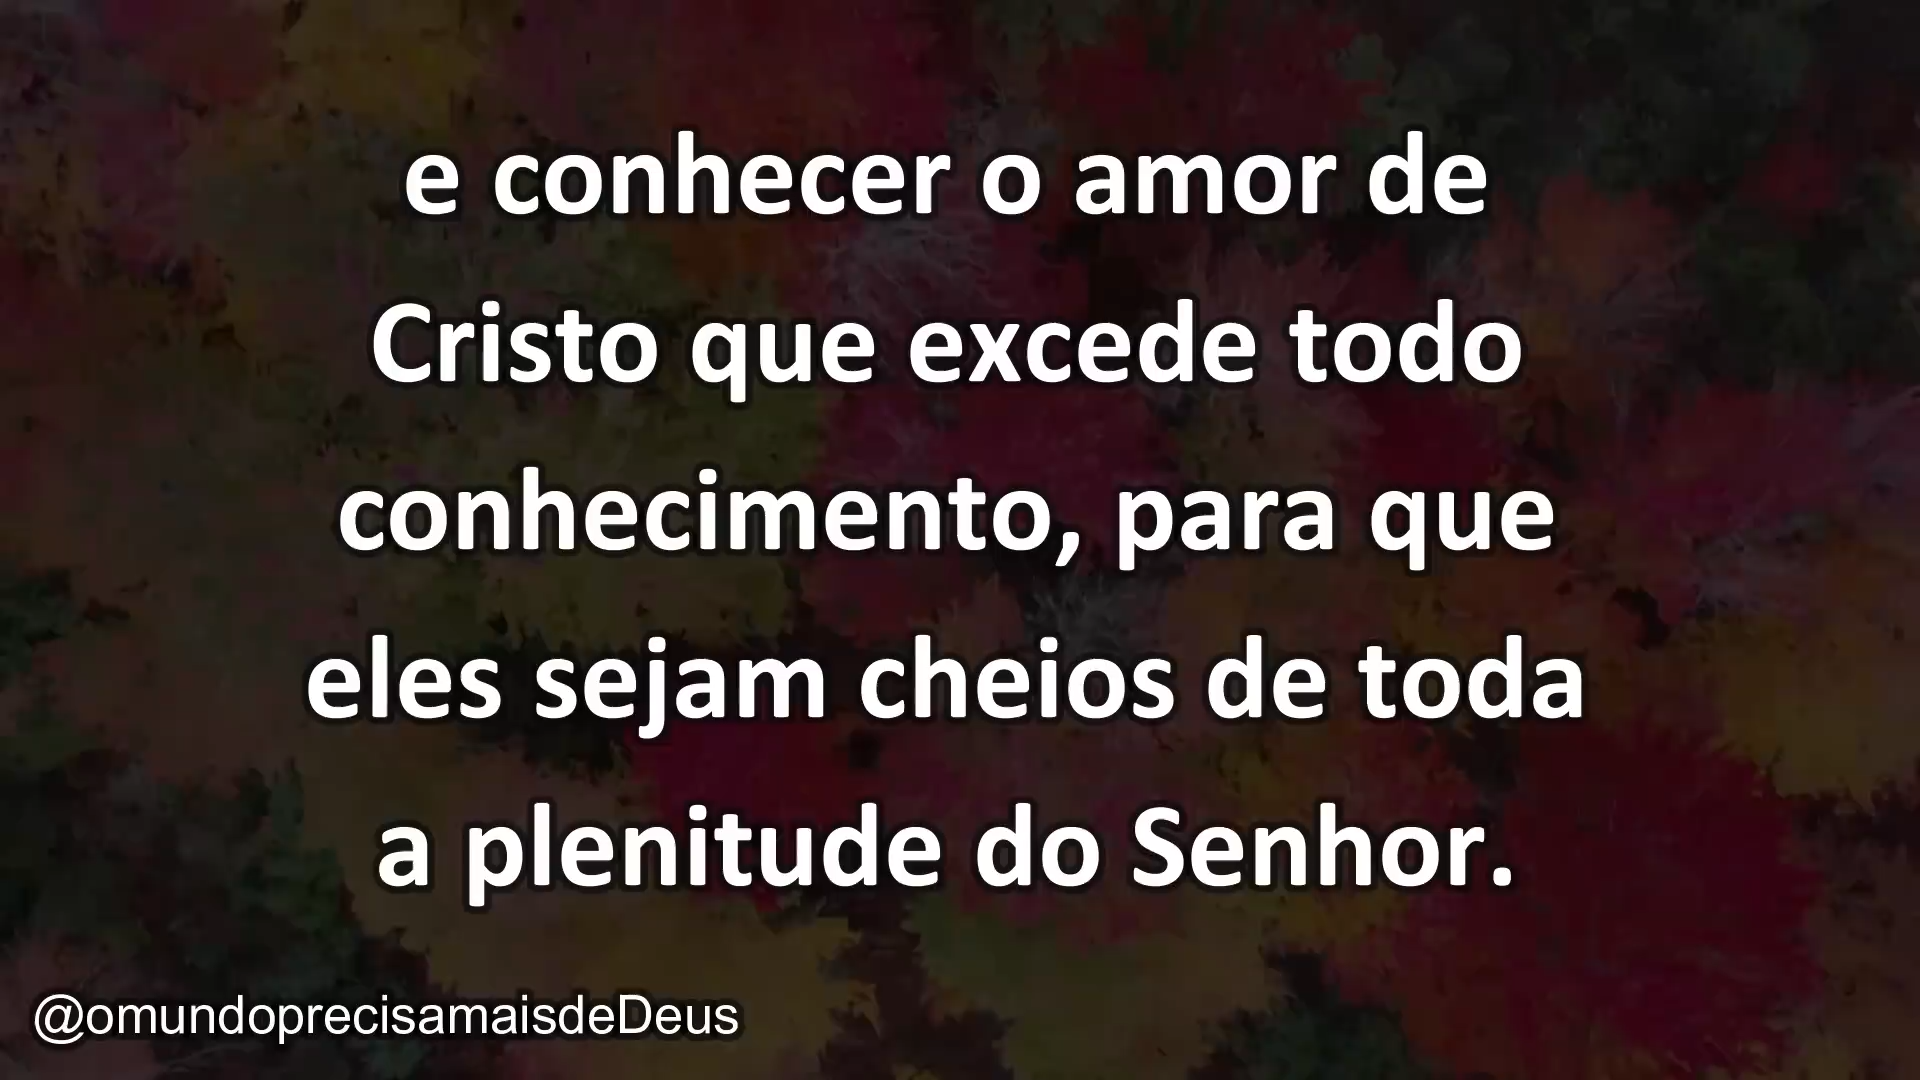 e conhecer o amor de
Cristo que excede todo
conhecimento, para que
eles sejam cheios de toda
a plenitude do Senhor.
@omundoprecisamaisdeDeus